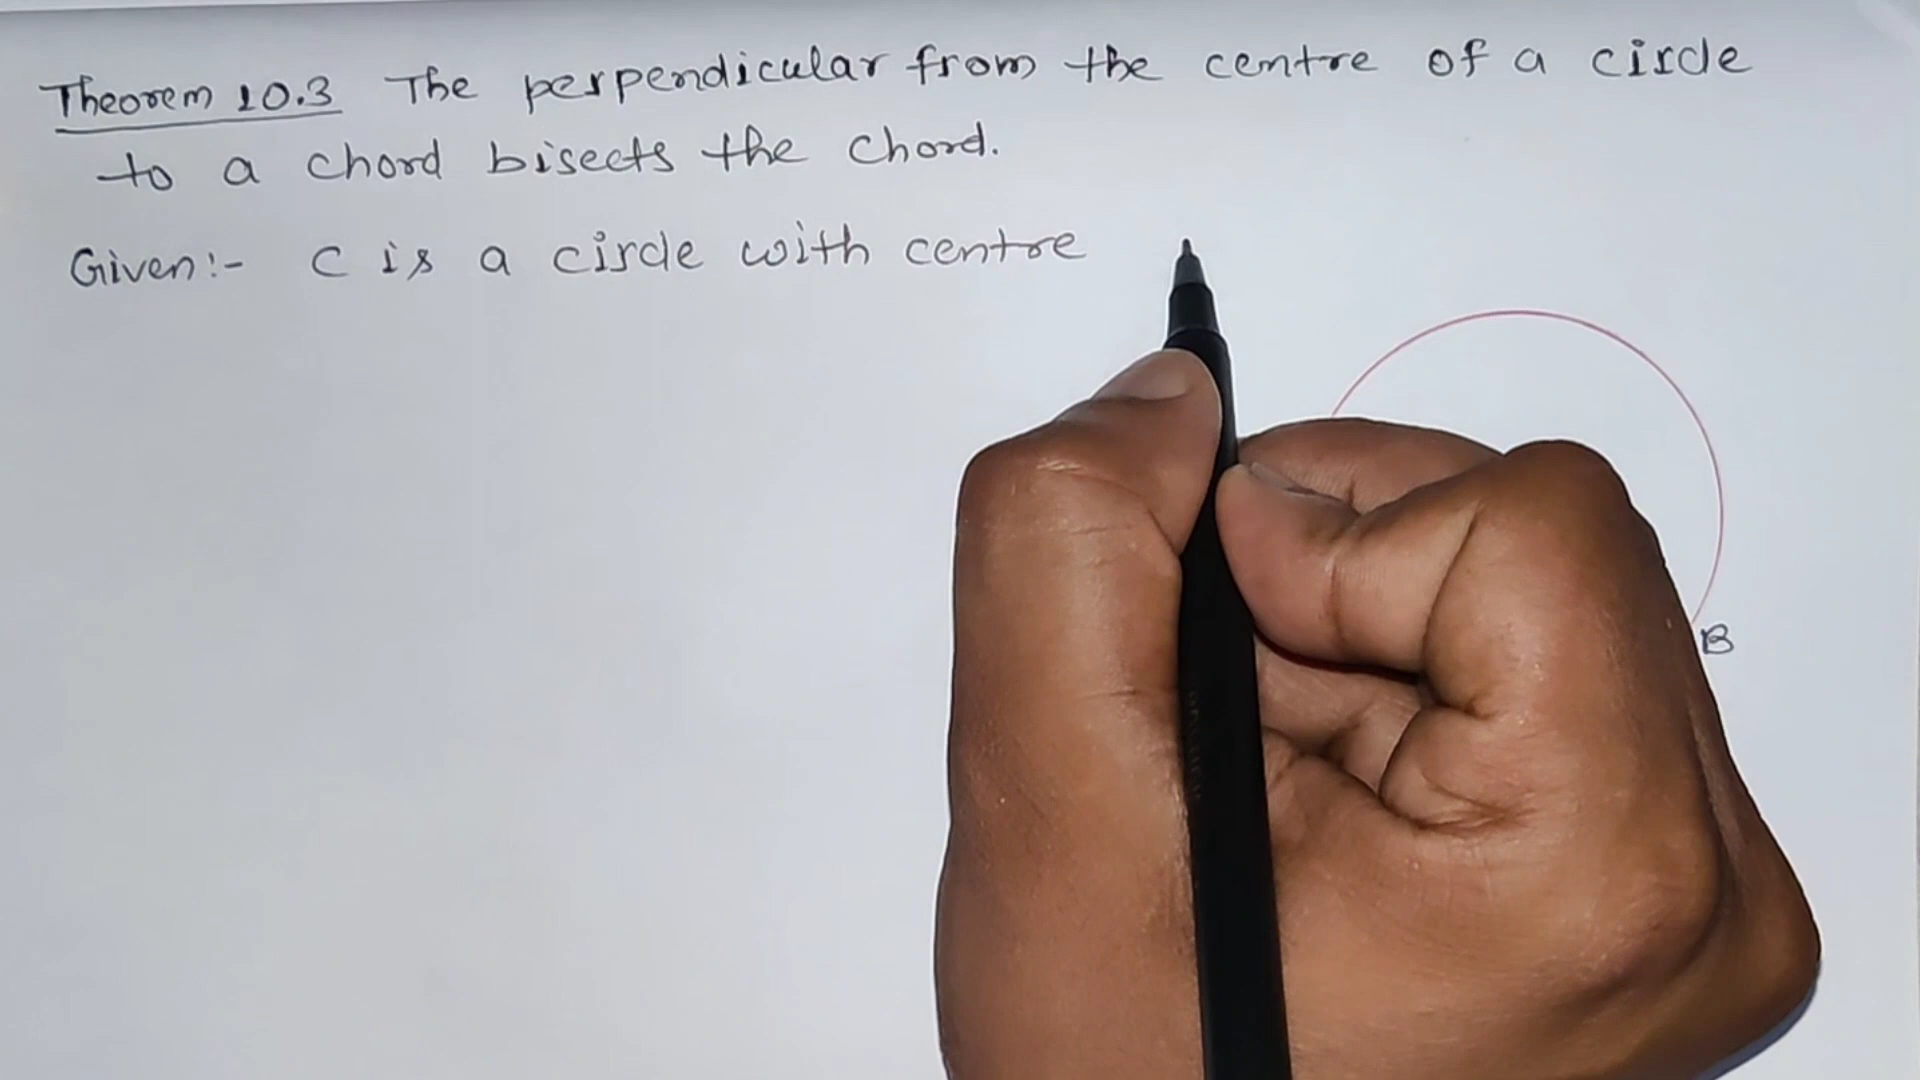 Theorem 10.3 The perpendicular from the centre of a circle
to a chord bisects the chord.
Given:- C is a circle with centre
B